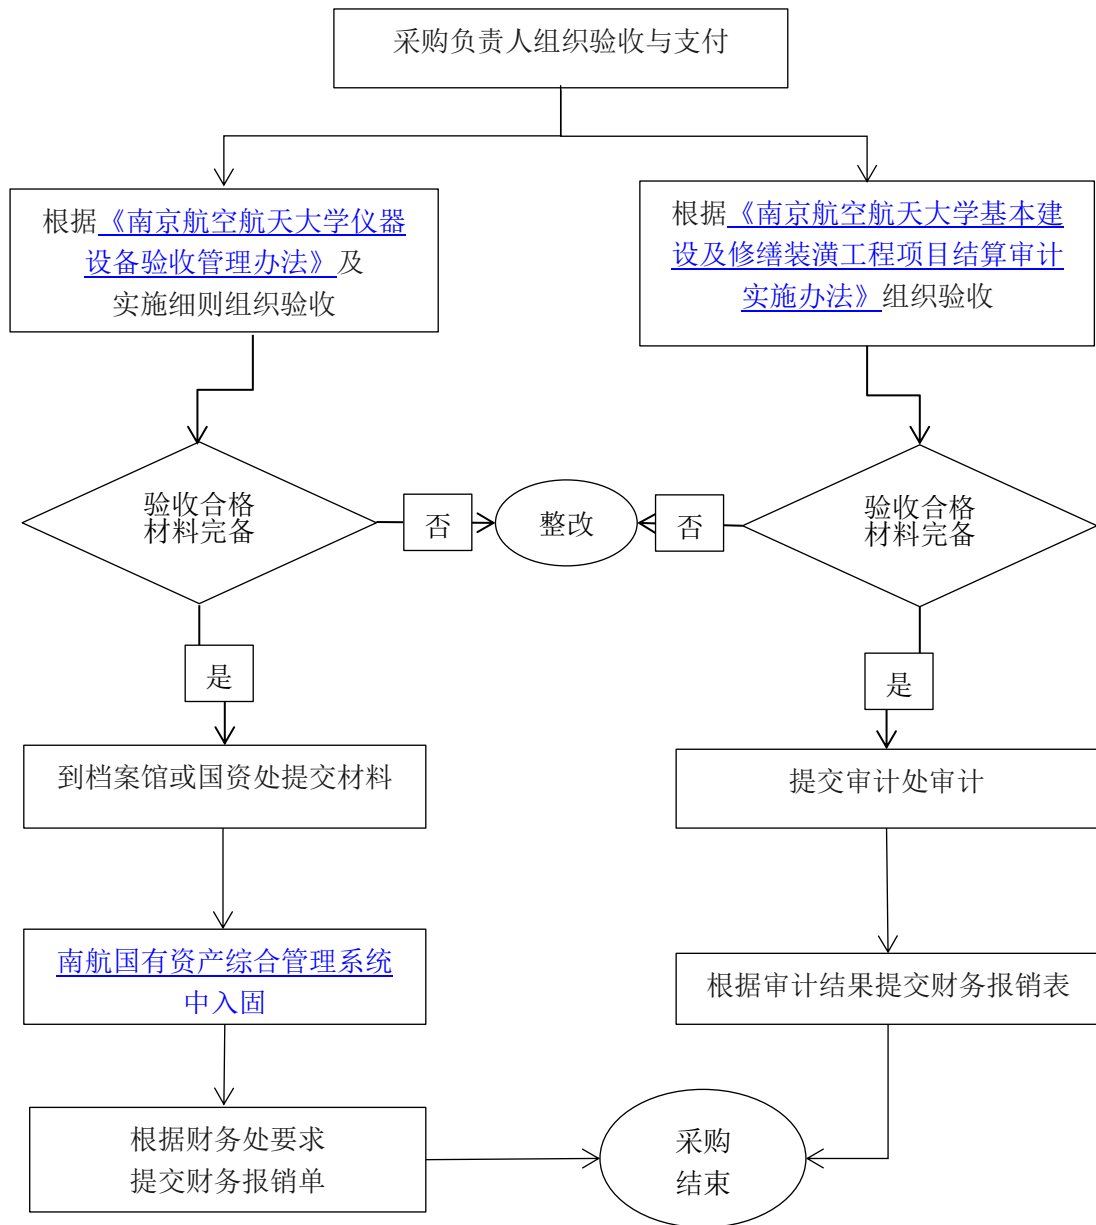 采购负责人组织验收与支付
根据《南京航空航天大学仪器
设备验收管理办法》及
实施细则组织验收
根据《南京航空航天大学基本建
设及修缮装潢工程项目结算审计
实施办法》组织验收
验收合格
材料完备
否
整改
否
验收合格
材料完备
是
是
到档案馆或国资处提交材料
提交审计处审计
南航国有资产综合管理系统
中入固
根据审计结果提交财务报销表
根据财务处要求
提交财务报销单
采购
结束